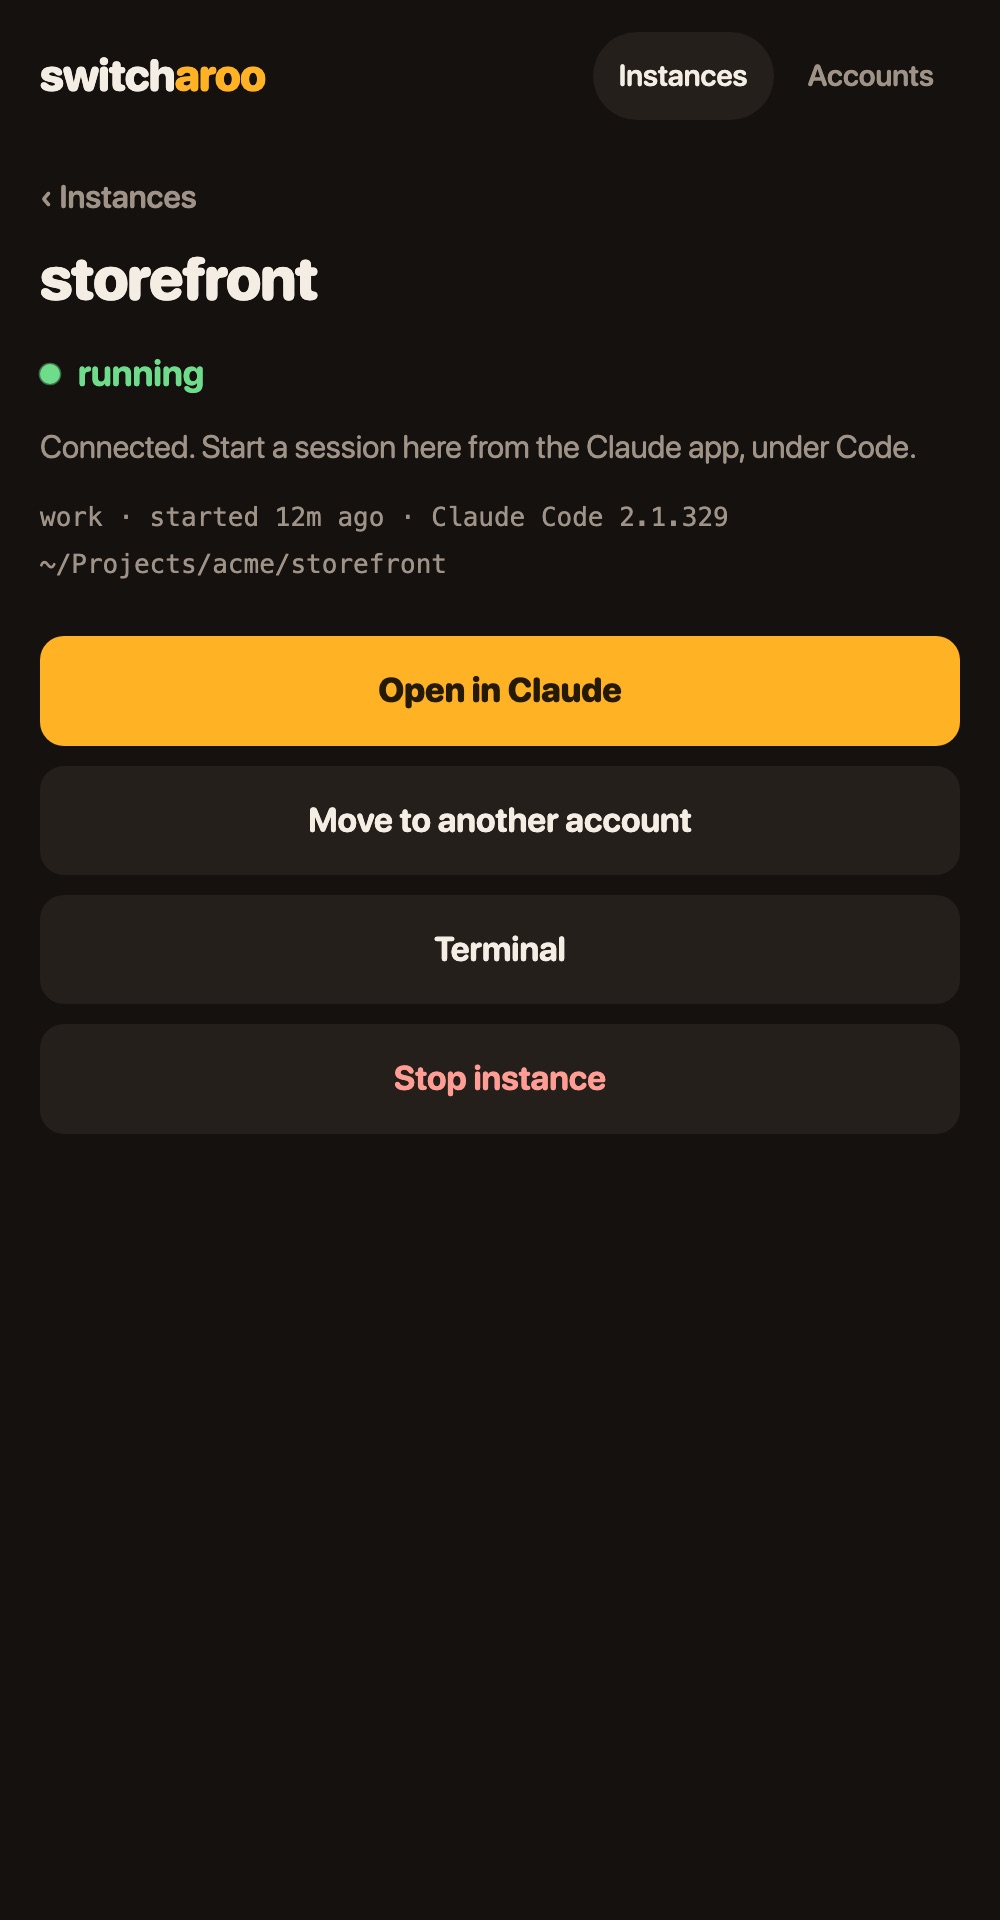 switcharoo
Instances
Accounts
‹ Instances
storefront
running
Connected. Start a session here from the Claude app, under Code.
work · started 12m ago · Claude Code 2.1.329
~/Projects/acme/storefront
Open in Claude
Move to another account
Terminal
Stop instance